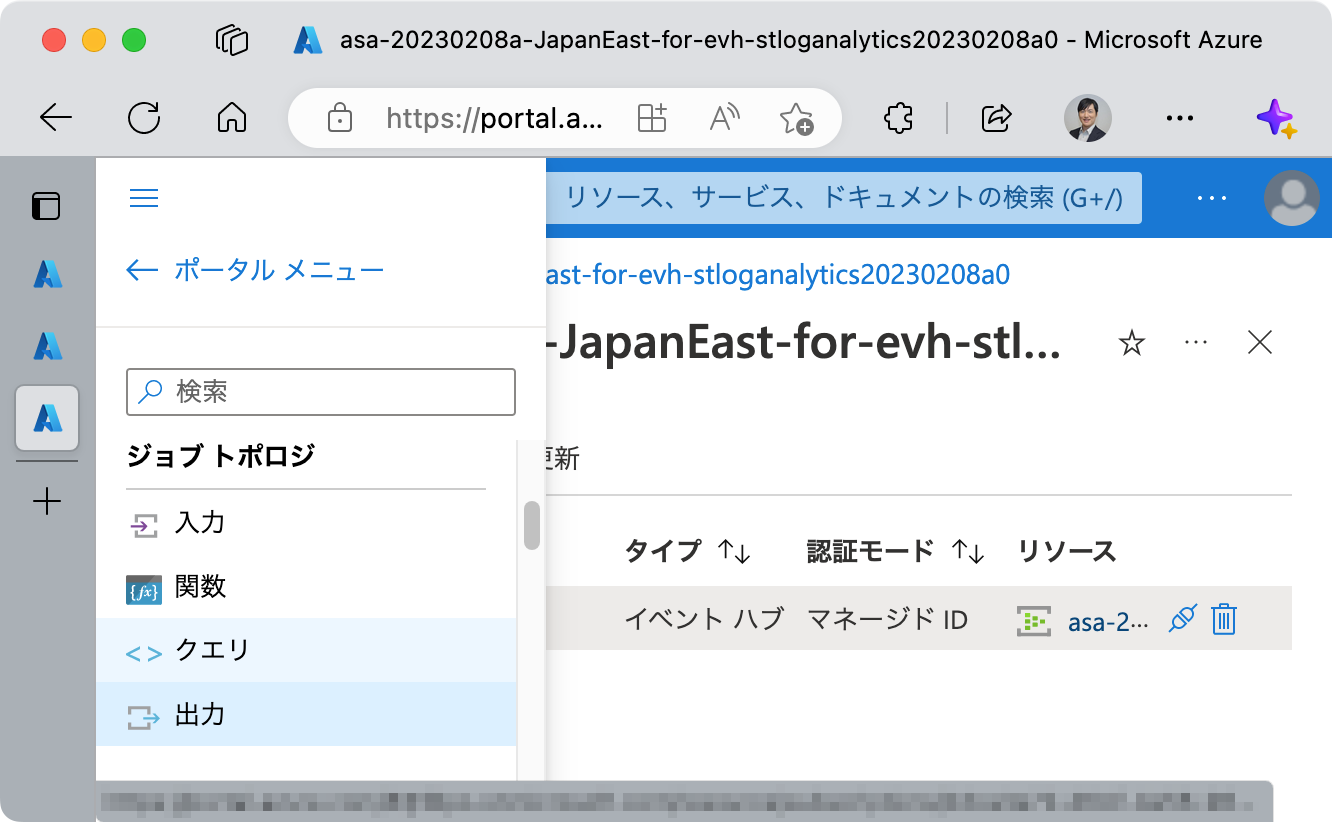 asa-20230208a-JapanEast-for-evh-stloganalytics20230208a0 - Microsoft Azure
https://portal.a...
リソース、サービス、ドキュメントの検索 (G+/)
ポータル メニュー
ast-for-evh-stloganalytics20230208a0
-JapanEast-for-evh-stl...
検索
ジョブ トポロジ
更新
入力
関数
クエリ
出力
タイプ 認証モード リソース
イベント ハブ マネージド ID asa-2...